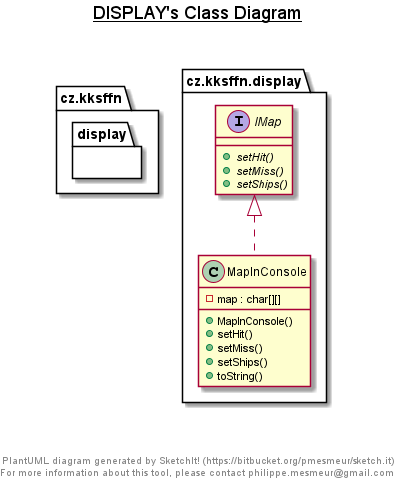 DISPLAY's Class Diagram
cz.kksffn
display
cz.kksffn.display
I IMap
setHit()
setMiss()
setShips()
C MapInConsole
map : char[][]
MapInConsole()
setHit()
setMiss()
setShips()
toString()
PlantUML diagram generated by SketchIt! (https://bitbucket.org/pmesmeur/sketch.it)
For more information about this tool, please contact philippe.mesmeur@gmail.com